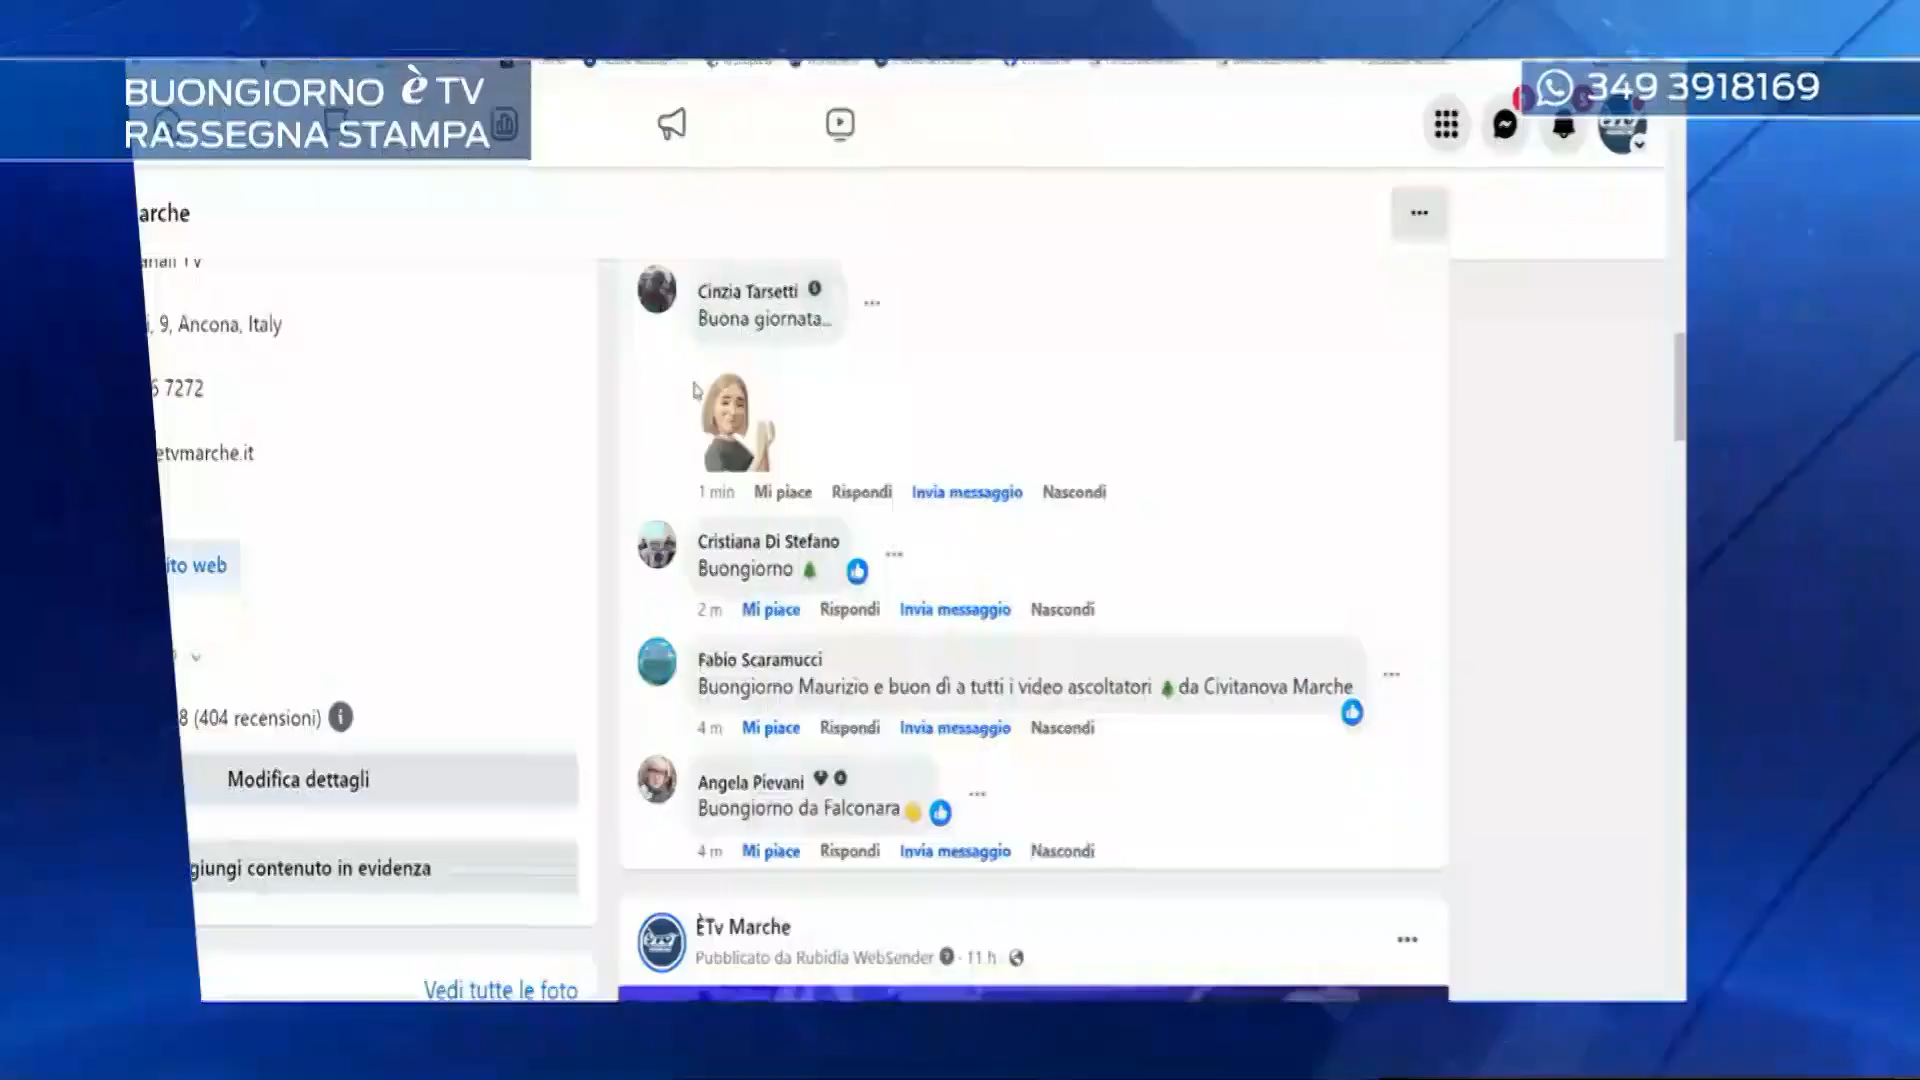 BUONGIORNO è TV
RASSEGNA STAMPA
349 3918169
arche
anali TV
i, 9, Ancona, Italy
6 7272
etvmarche.it
ito web
8 (404 recensioni)
Modifica dettagli
giungi contenuto in evidenza
Vedi tutte le foto
Cinzia Tarsetti
Buona giornata...
1 min Mi piace Rispondi Invia messaggio Nascondi
Cristiana Di Stefano
Buongiorno 🌲
2 m Mi piace Rispondi Invia messaggio Nascondi
Fabio Scaramucci
Buongiorno Maurizio e buon dì a tutti i video ascoltatori 🌲 da Civitanova Marche
4 m Mi piace Rispondi Invia messaggio Nascondi
Angela Pievani
Buongiorno da Falconara
4 m Mi piace Rispondi Invia messaggio Nascondi
ÈTv Marche
Pubblicato da Rubidia WebSender · 11 h ·